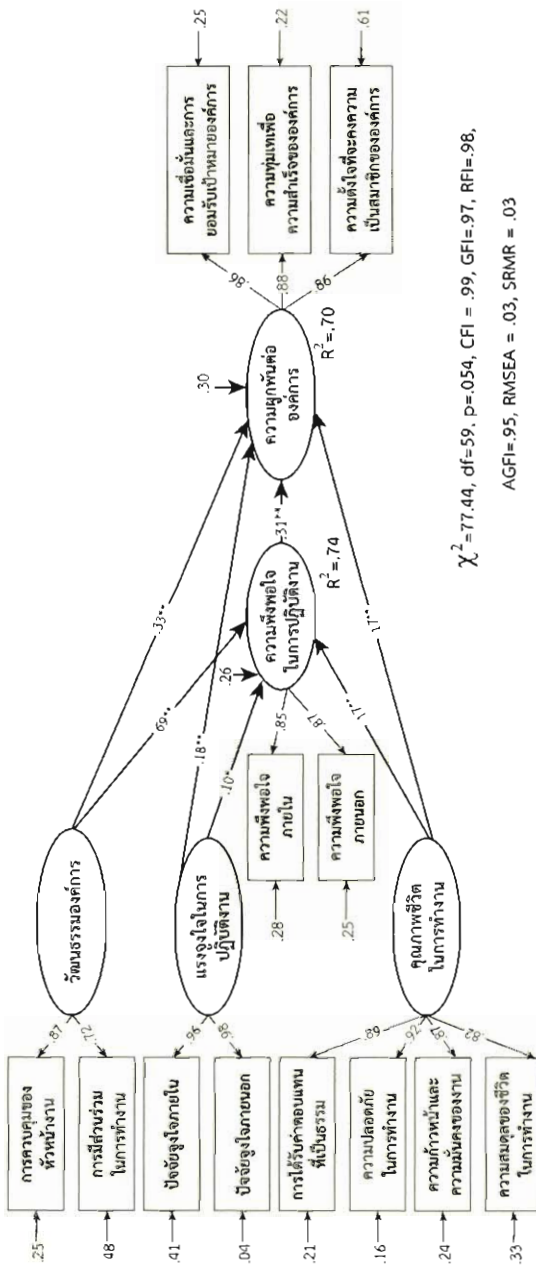 .25
การควบคุมของ
หัวหน้างาน
.87
48
การมีส่วนร่วม
ในการทำงาน
.72
.41
ปัจจัยจูงใจภายใน
.96
.04
ปัจจัยจูงใจภายนอก
.98
.21
การได้รับค่าตอบแทน
ที่เป็นธรรม
.89
.16
ความปลอดภัย
ในการทำงาน
.92
.24
ความก้าวหน้าและ
ความมั่นคงของงาน
.87
.33
ความสมดุลของชีวิต
ในการทำงาน
.82
วัฒนธรรมองค์การ
แรงจูงใจในการ
ปฏิบัติงาน
คุณภาพชีวิต
ในการทำงาน
.33**
.69**
.18**
.10*
.17**
.17**
.28
ความพึงพอใจ
ภายใน
.85
.25
ความพึงพอใจ
ภายนอก
.87
.26
ความพึงพอใจ
ในการปฏิบัติงาน
R²=.74
.31**
.30
ความผูกพันต่อ
องค์การ
R²=.70
.86
ความเชื่อมั่นและการ
ยอมรับเป้าหมายองค์การ
.25
.88
ความทุ่มเทเพื่อ
ความสำเร็จขององค์การ
.22
.86
ความตั้งใจที่จะคงความ
เป็นสมาชิกขององค์การ
.61
χ²=77.44, df=59. p=.054, CFI = .99, GFI=.97, RFI=.98,
AGFI=.95, RMSEA = .03, SRMR = .03